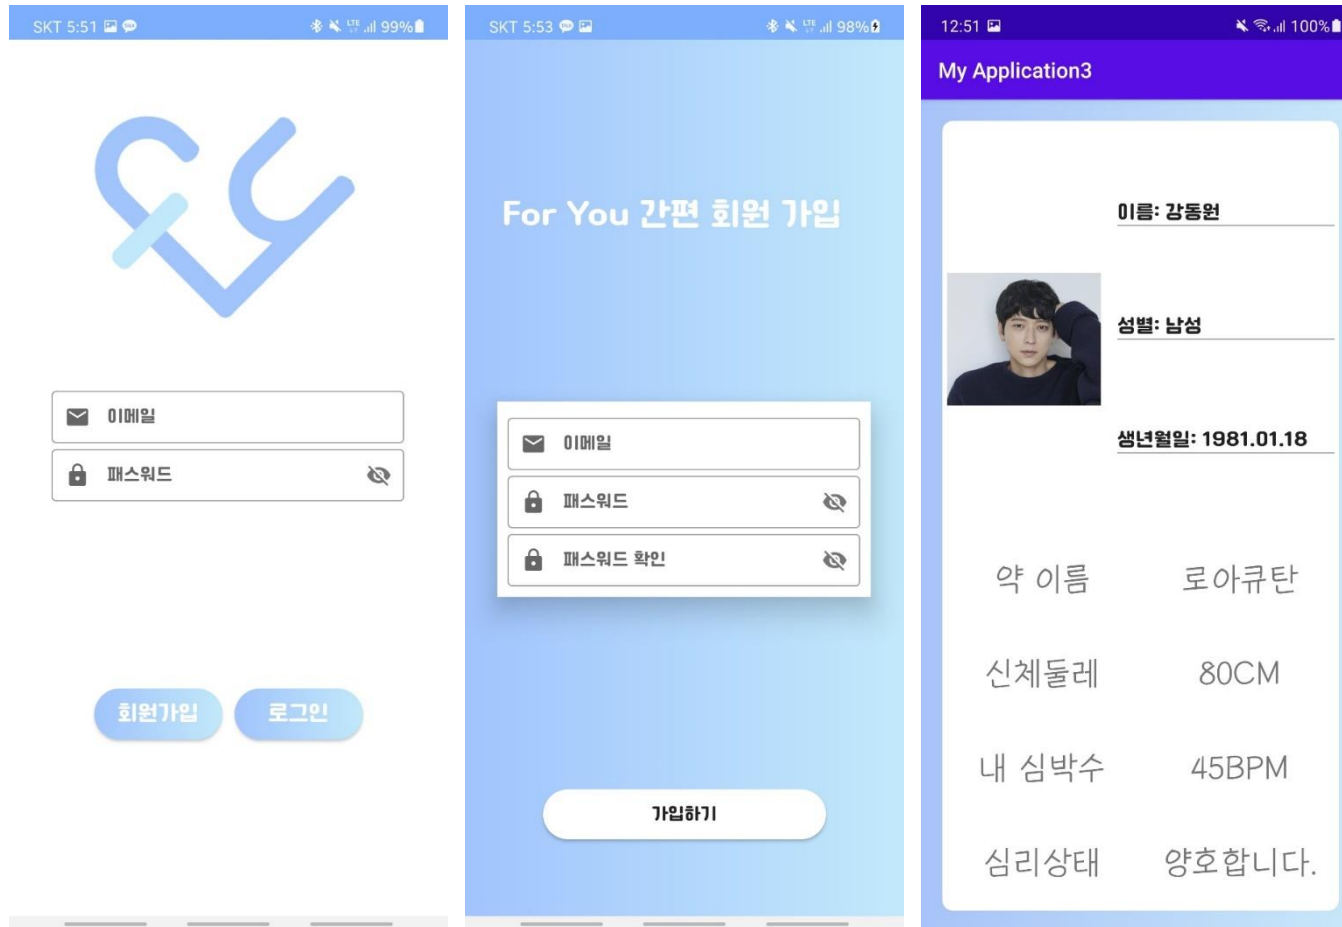 SKT 5:51
LTE 99%
이메일
패스워드
회원가입
로그인
SKT 5:53
LTE 98%
For You 간편 회원 가입
이메일
패스워드
패스워드 확인
가입하기
12:51
100%
My Application3
이름: 강동원
성별: 남성
생년월일: 1981.01.18
약 이름 로아큐탄
신체둘레 80CM
내 심박수 45BPM
심리상태 양호합니다.